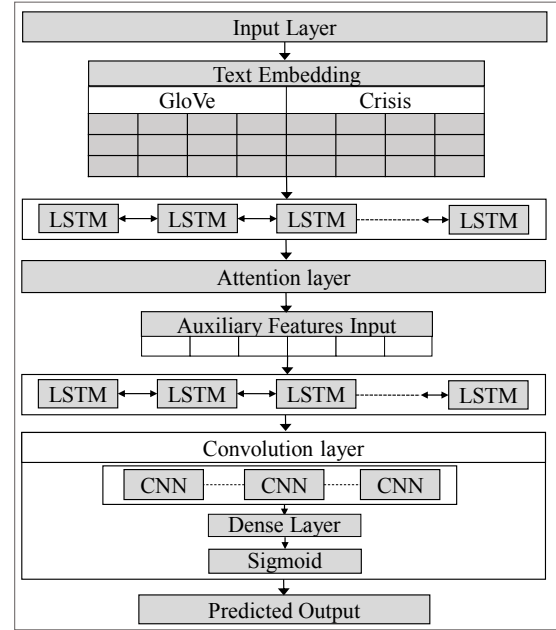 Input Layer
Text Embedding
GloVe Crisis
LSTM LSTM LSTM LSTM
Attention layer
Auxiliary Features Input
LSTM LSTM LSTM LSTM
Convolution layer
CNN CNN CNN
Dense Layer
Sigmoid
Predicted Output